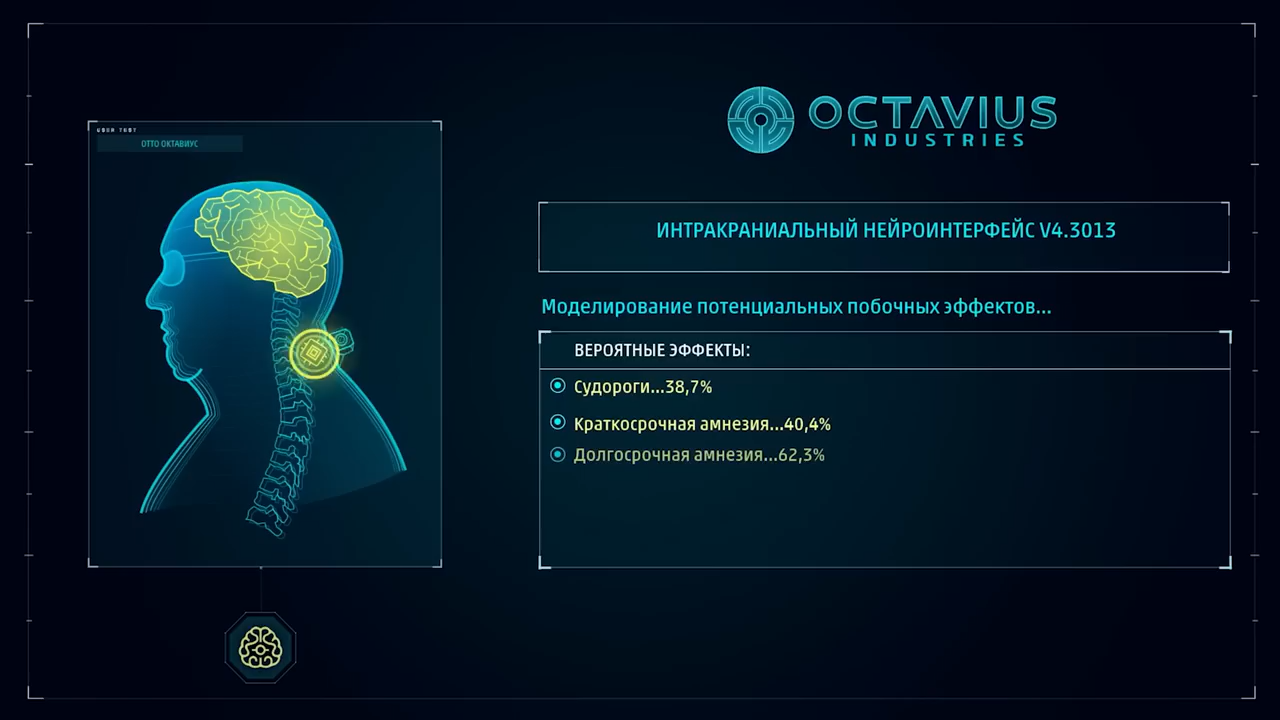 ОТТО ОКТАВИУС
OCTAVIUS
INDUSTRIES
ИНТРАКРАНИАЛЬНЫЙ НЕЙРОИНТЕРФЕЙС V4.3013
Моделирование потенциальных побочных эффектов...
ВЕРОЯТНЫЕ ЭФФЕКТЫ:
Судороги...38,7%
Краткосрочная амнезия...40,4%
Долгосрочная амнезия...62,3%